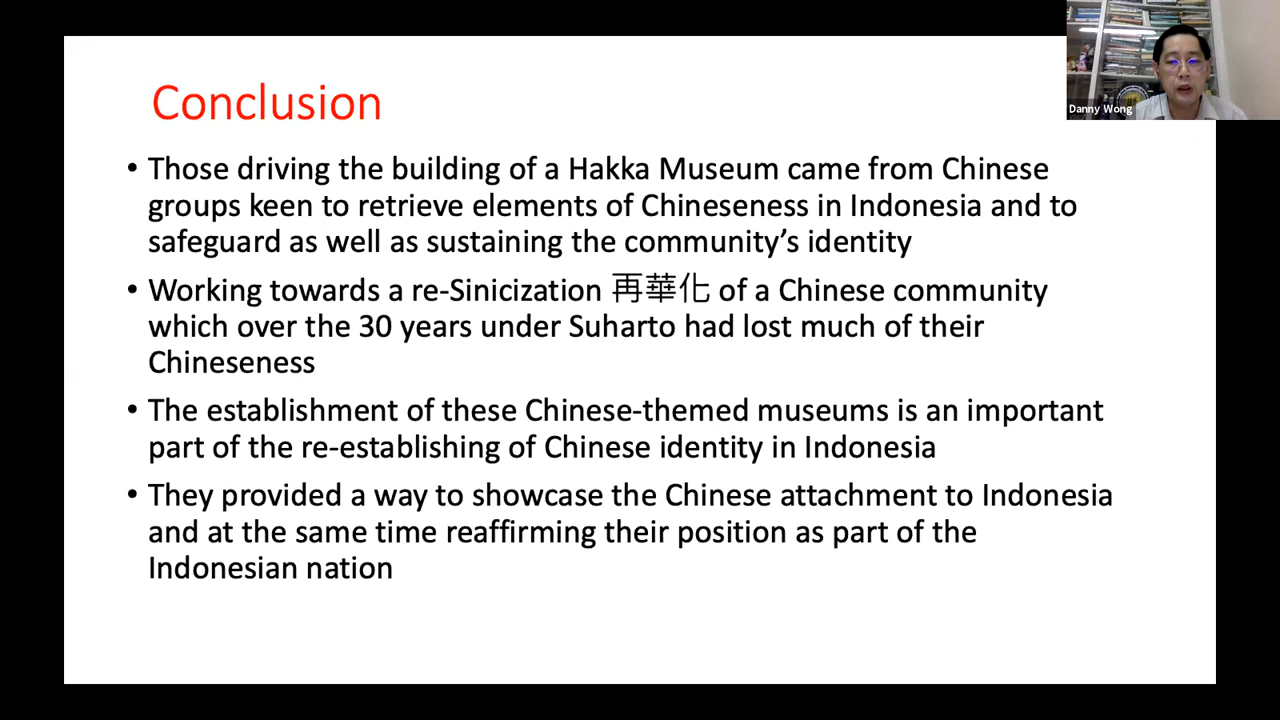 Conclusion
• Those driving the building of a Hakka Museum came from Chinese
groups keen to retrieve elements of Chineseness in Indonesia and to
safeguard as well as sustaining the community’s identity
• Working towards a re-Sinicization 再華化 of a Chinese community
which over the 30 years under Suharto had lost much of their
Chineseness
• The establishment of these Chinese-themed museums is an important
part of the re-establishing of Chinese identity in Indonesia
• They provided a way to showcase the Chinese attachment to Indonesia
and at the same time reaffirming their position as part of the
Indonesian nation
Danny Wong